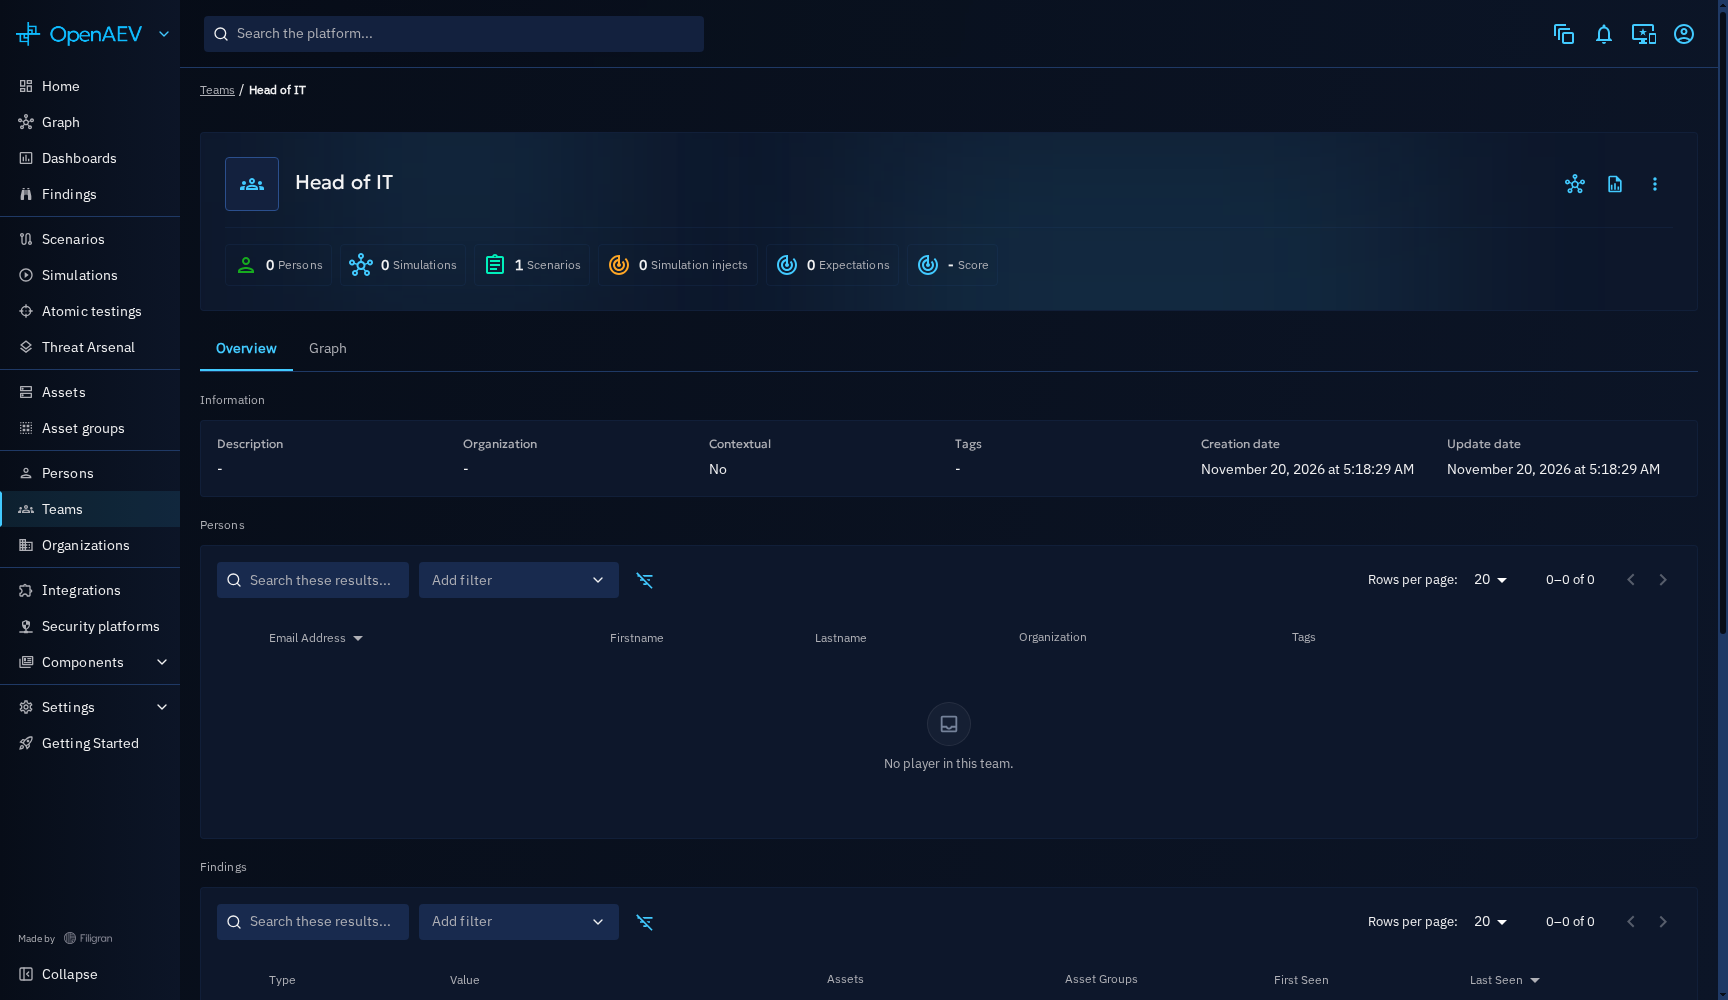 OpenAEV
Search the platform...
Home
Graph
Dashboards
Findings
Scenarios
Simulations
Atomic testings
Threat Arsenal
Assets
Asset groups
Persons
Teams
Organizations
Integrations
Security platforms
Components
Settings
Getting Started
Made by Filigran
Collapse
Teams / Head of IT
Head of IT
0 Persons
0 Simulations
1 Scenarios
0 Simulation injects
0 Expectations
- Score
Overview
Graph
Information
Description
-
Organization
-
Contextual
No
Tags
-
Creation date
November 20, 2026 at 5:18:29 AM
Update date
November 20, 2026 at 5:18:29 AM
Persons
Search these results...
Add filter
Rows per page: 20
0–0 of 0
Email Address
Firstname
Lastname
Organization
Tags
No player in this team.
Findings
Search these results...
Add filter
Rows per page: 20
0–0 of 0
Type
Value
Assets
Asset Groups
First Seen
Last Seen